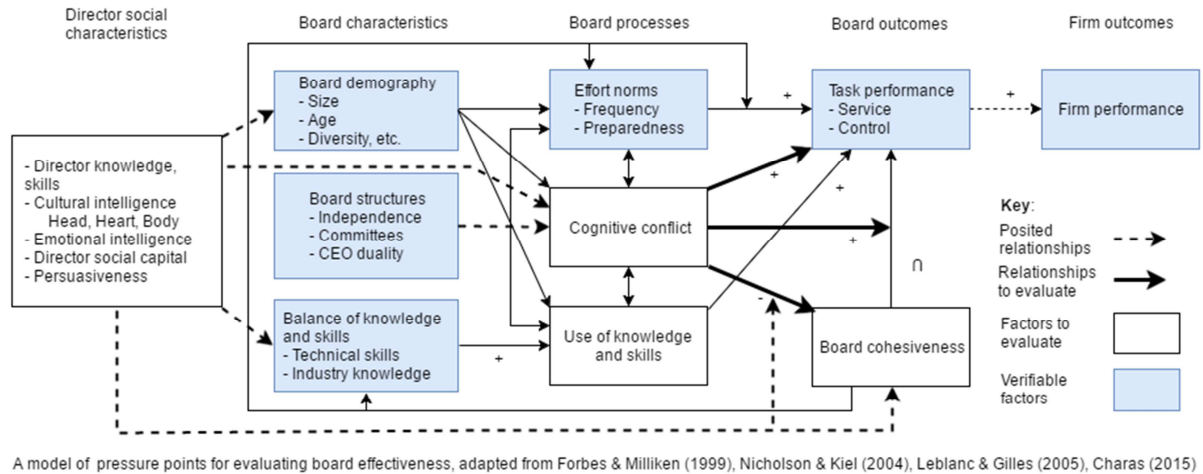 Director social
characteristics
Board characteristics
Board processes
Board outcomes
Firm outcomes
- Director knowledge,
skills
- Cultural intelligence
Head, Heart, Body
- Emotional intelligence
- Director social capital
- Persuasiveness
Board demography
- Size
- Age
- Diversity, etc.
Board structures
- Independence
- Committees
- CEO duality
Balance of knowledge
and skills
- Technical skills
- Industry knowledge
+
Effort norms
- Frequency
- Preparedness
Cognitive conflict
Use of knowledge
and skills
+
+
+
+
-
∩
Task performance
- Service
- Control
Board cohesiveness
+
Firm performance
Key:
Posited
relationships
Relationships
to evaluate
Factors to
evaluate
Verifiable
factors
A model of pressure points for evaluating board effectiveness, adapted from Forbes & Milliken (1999), Nicholson & Kiel (2004), Leblanc & Gilles (2005), Charas (2015)